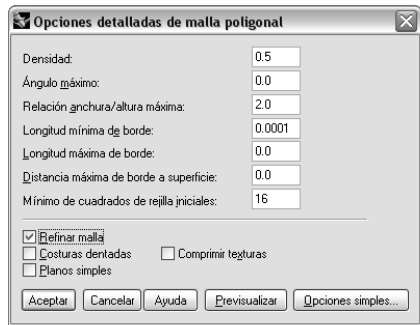 Opciones detalladas de malla poligonal
Densidad: 0.5
Ángulo máximo: 0.0
Relación anchura/altura máxima: 2.0
Longitud mínima de borde: 0.0001
Longitud máxima de borde: 0.0
Distancia máxima de borde a superficie: 0.0
Mínimo de cuadrados de rejilla iniciales: 16
Refinar malla
Costuras dentadas Comprimir texturas
Planos simples
Aceptar Cancelar Ayuda Previsualizar Opciones simples...